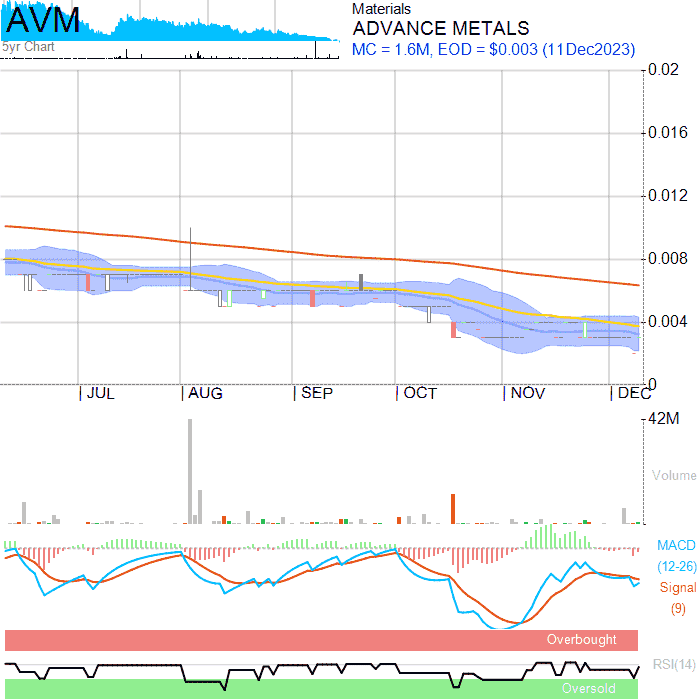 AVM
5yr Chart
Materials
ADVANCE METALS
MC = 1.6M, EOD = $0.003 (11Dec2023)
0.02
0.016
0.012
0.008
0.004
0
JUL AUG SEP OCT NOV DEC
42M
Volume
MACD
(12-26)
Signal
(9)
Overbought
RSI(14)
Oversold